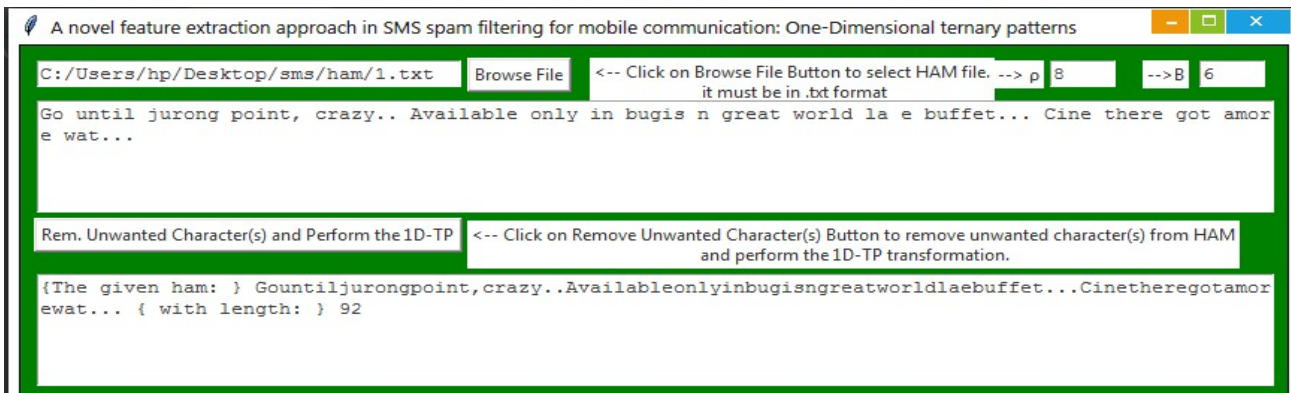 A novel feature extraction approach in SMS spam filtering for mobile communication: One-Dimensional ternary patterns
C:/Users/hp/Desktop/sms/ham/1.txt Browse File <-- Click on Browse File Button to select HAM file. --> ρ 8 -->B 6
it must be in .txt format
Go until jurong point, crazy.. Available only in bugis n great world la e buffet... Cine there got amor
e wat...
Rem. Unwanted Character(s) and Perform the 1D-TP <-- Click on Remove Unwanted Character(s) Button to remove unwanted character(s) from HAM
and perform the 1D-TP transformation.
{The given ham: } Gountiljurongpoint,crazy..Availableonlyinbugisngreatworldlaebuffet...Cinetheregotamor
ewat... { with length: } 92